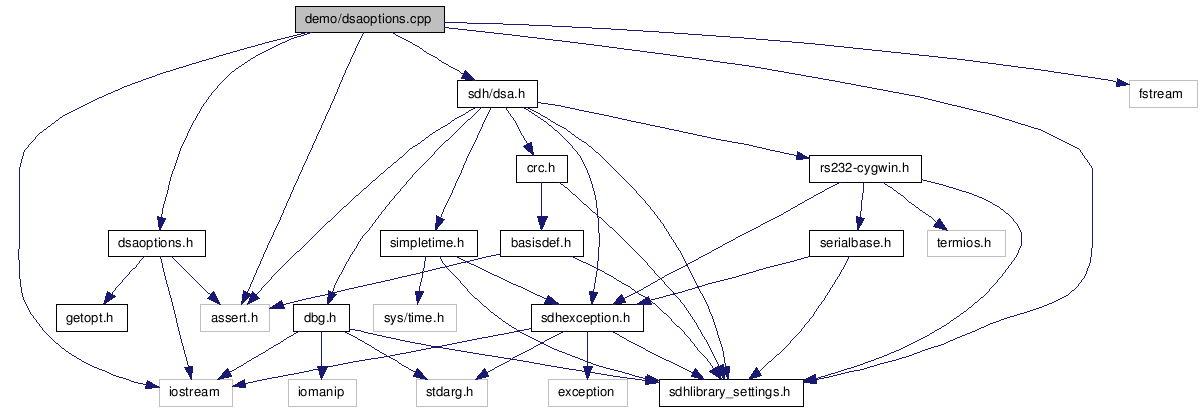 demo/dsaoptions.cpp
sdh/dsa.h
fstream
crc.h
rs232-cygwin.h
dsaoptions.h
simpletime.h
basisdef.h
serialbase.h
termios.h
getopt.h
assert.h
dbg.h
sys/time.h
sdhexception.h
iostream
iomanip
stdarg.h
exception
sdhlibrary_settings.h